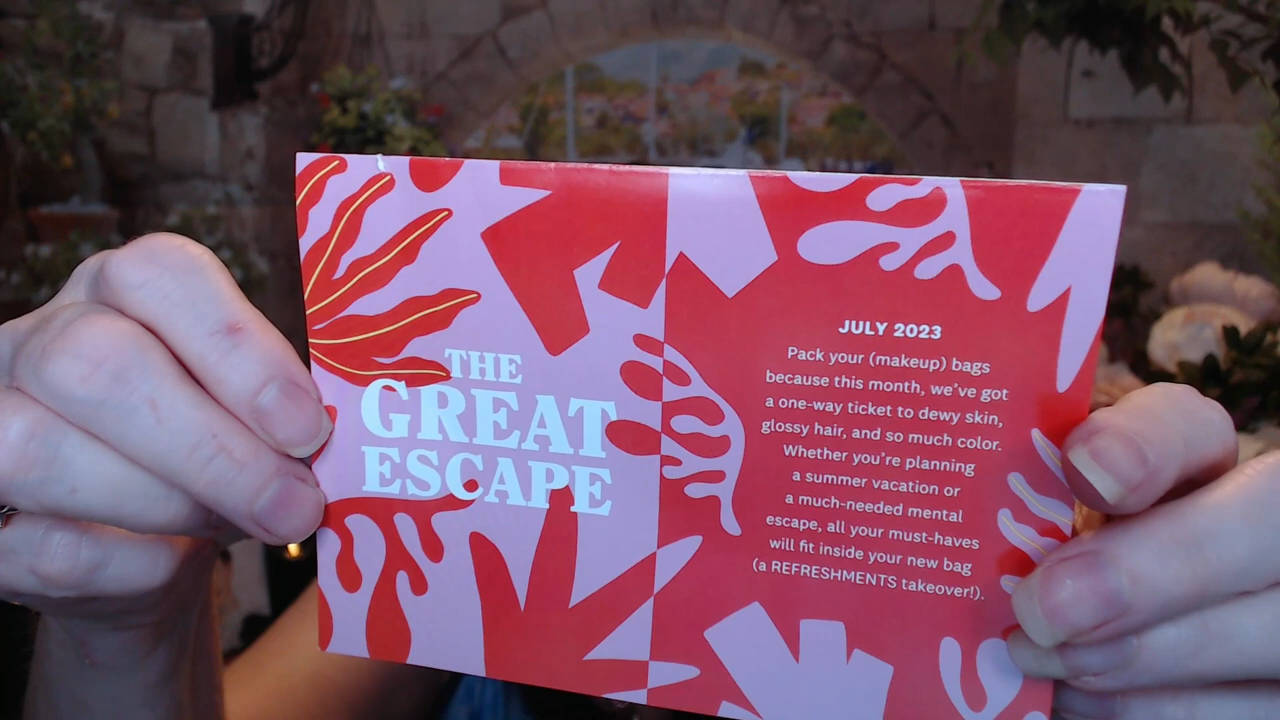 THE
GREAT
ESCAPE
JULY 2023
Pack your (makeup) bags
because this month, we've got
a one-way ticket to dewy skin,
glossy hair, and so much color.
Whether you're planning
a summer vacation or
a much-needed mental
escape, all your must-haves
will fit inside your new bag
(a REFRESHMENTS takeover!).